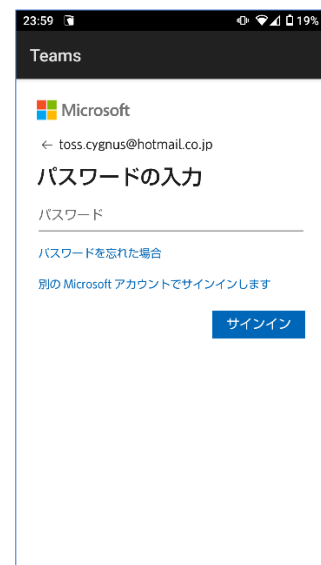 23:59 19%
Teams
Microsoft
← toss.cygnus@hotmail.co.jp
パスワードの入力
パスワード
パスワードを忘れた場合
別の Microsoft アカウントでサインインします
サインイン